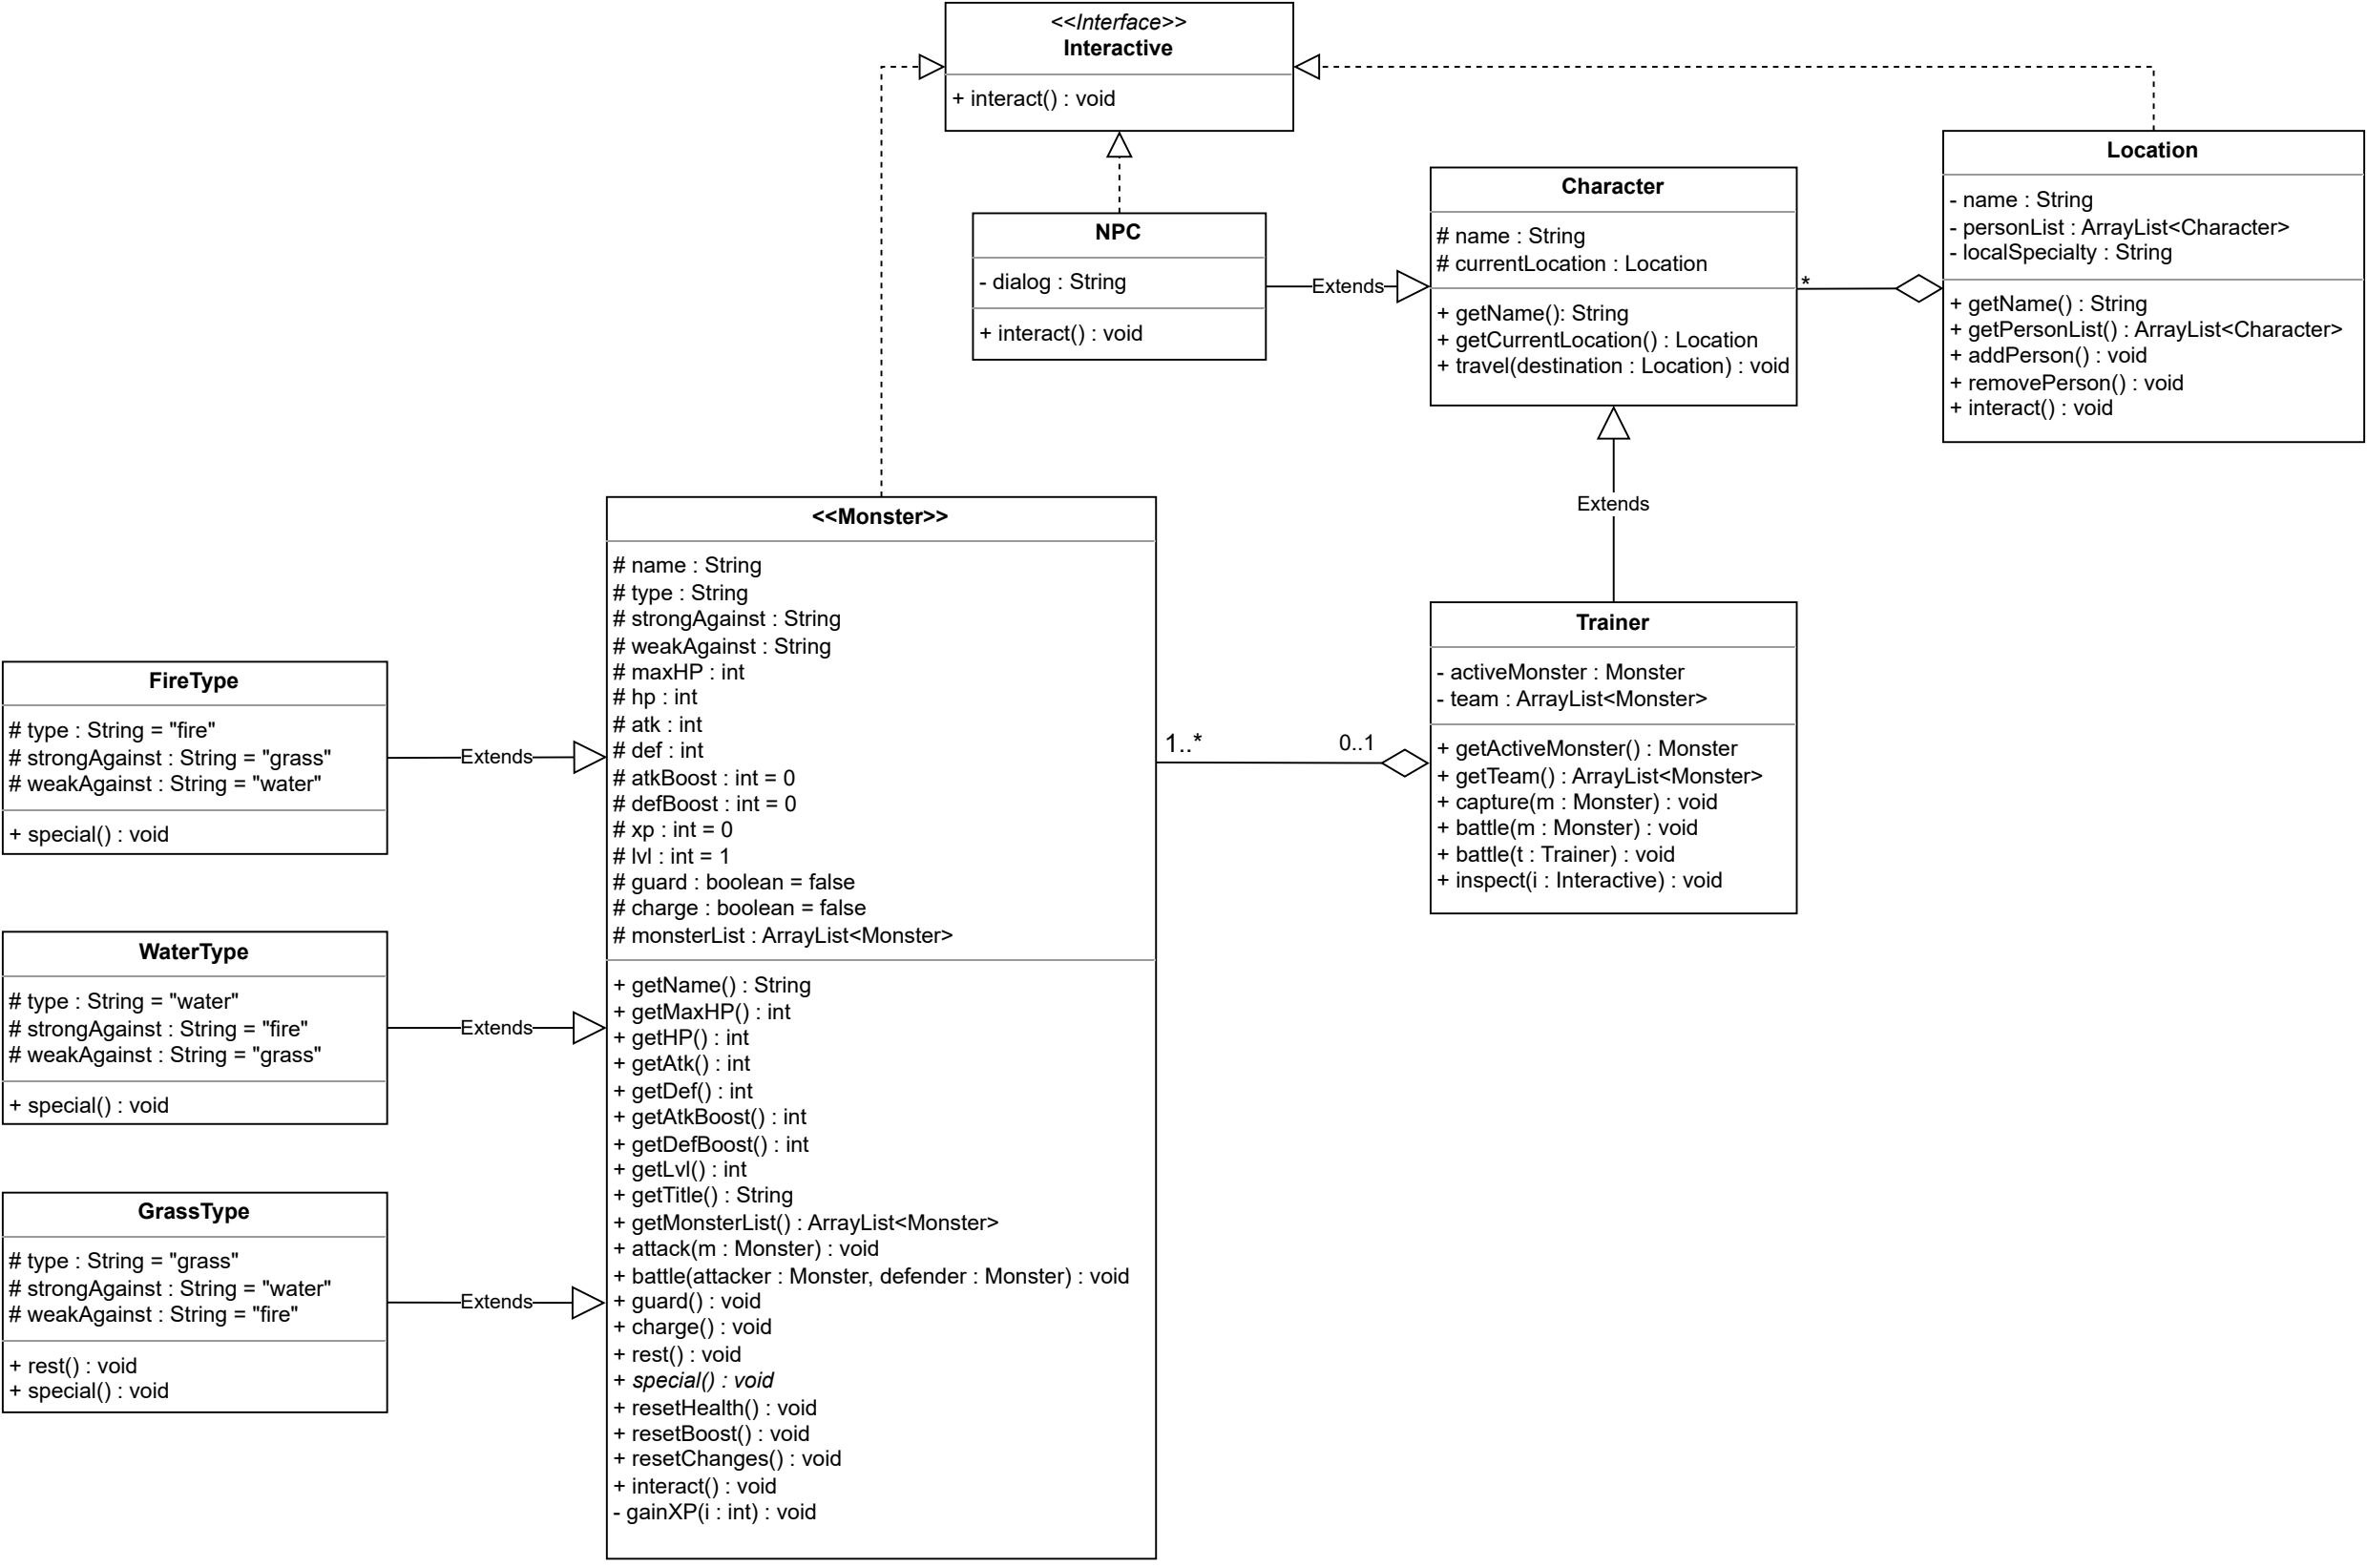 <<Interface>>
Interactive
+ interact() : void
NPC
- dialog : String
+ interact() : void
Extends
Character
# name : String
# currentLocation : Location
+ getName(): String
+ getCurrentLocation() : Location
+ travel(destination : Location) : void
*
Location
- name : String
- personList : ArrayList<Character>
- localSpecialty : String
+ getName() : String
+ getPersonList() : ArrayList<Character>
+ addPerson() : void
+ removePerson() : void
+ interact() : void
Extends
<<Monster>>
# name : String
# type : String
# strongAgainst : String
# weakAgainst : String
# maxHP : int
# hp : int
# atk : int
# def : int
# atkBoost : int = 0
# defBoost : int = 0
# xp : int = 0
# lvl : int = 1
# guard : boolean = false
# charge : boolean = false
# monsterList : ArrayList<Monster>
+ getName() : String
+ getMaxHP() : int
+ getHP() : int
+ getAtk() : int
+ getDef() : int
+ getAtkBoost() : int
+ getDefBoost() : int
+ getLvl() : int
+ getTitle() : String
+ getMonsterList() : ArrayList<Monster>
+ attack(m : Monster) : void
+ battle(attacker : Monster, defender : Monster) : void
+ guard() : void
+ charge() : void
+ rest() : void
+ special() : void
+ resetHealth() : void
+ resetBoost() : void
+ resetChanges() : void
+ interact() : void
- gainXP(i : int) : void
1..*
0..1
Trainer
- activeMonster : Monster
- team : ArrayList<Monster>
+ getActiveMonster() : Monster
+ getTeam() : ArrayList<Monster>
+ capture(m : Monster) : void
+ battle(m : Monster) : void
+ battle(t : Trainer) : void
+ inspect(i : Interactive) : void
FireType
# type : String = "fire"
# strongAgainst : String = "grass"
# weakAgainst : String = "water"
+ special() : void
Extends
WaterType
# type : String = "water"
# strongAgainst : String = "fire"
# weakAgainst : String = "grass"
+ special() : void
Extends
GrassType
# type : String = "grass"
# strongAgainst : String = "water"
# weakAgainst : String = "fire"
+ rest() : void
+ special() : void
Extends